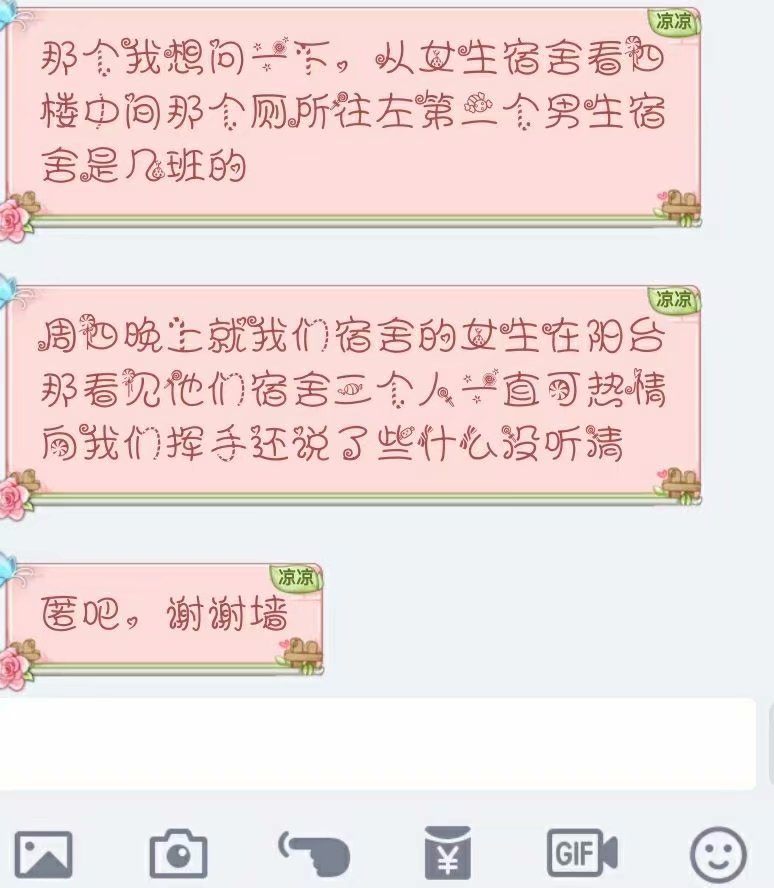 凉凉
那个我想问一下，从女生宿舍看四
楼中间那个厕所往左第二个男生宿
舍是几班的
凉凉
周四晚上就我们宿舍的女生在阳台
那看见他们宿舍三个人一直可热情
向我们挥手还说了些什么没听清
凉凉
匿吧，谢谢墙
GIF